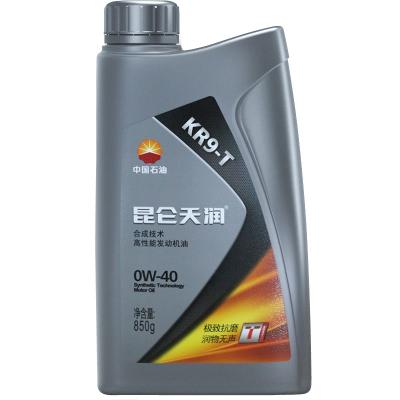 KR9-T
中国石油
昆仑天润®
合成技术
高性能发动机油
0W-40
Synthetic Technology
Motor Oil
净含量:
850g
极致抗磨
润物无声
T